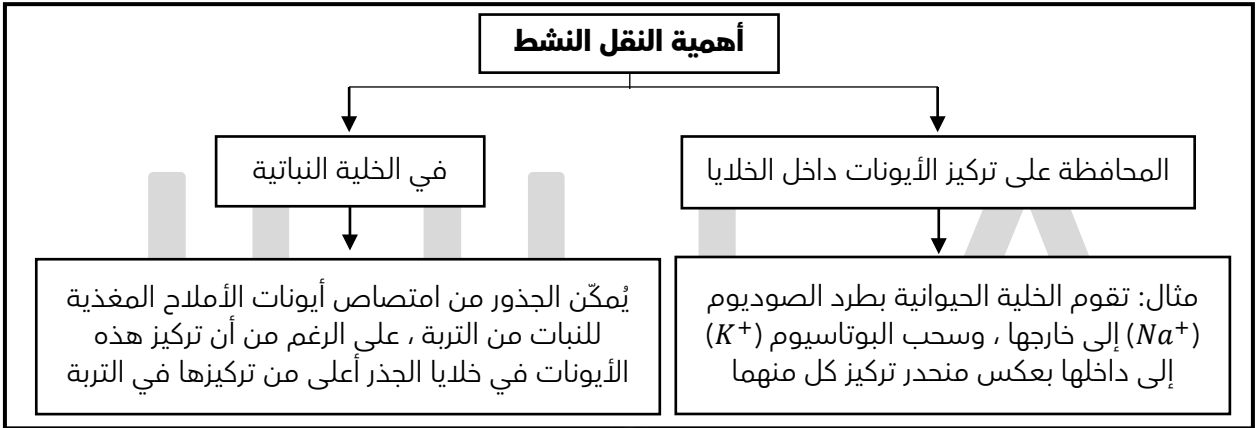 أهمية النقل النشط
المحافظة على تركيز الأيونات داخل الخلايا
مثال: تقوم الخلية الحيوانية بطرد الصوديوم
(Na⁺) إلى خارجها ، وسحب البوتاسيوم (K⁺)
إلى داخلها بعكس منحدر تركيز كل منهما
في الخلية النباتية
يُمكّن الجذور من امتصاص أيونات الأملاح المغذية
للنبات من التربة ، على الرغم من أن تركيز هذه
الأيونات في خلايا الجذر أعلى من تركيزها في التربة